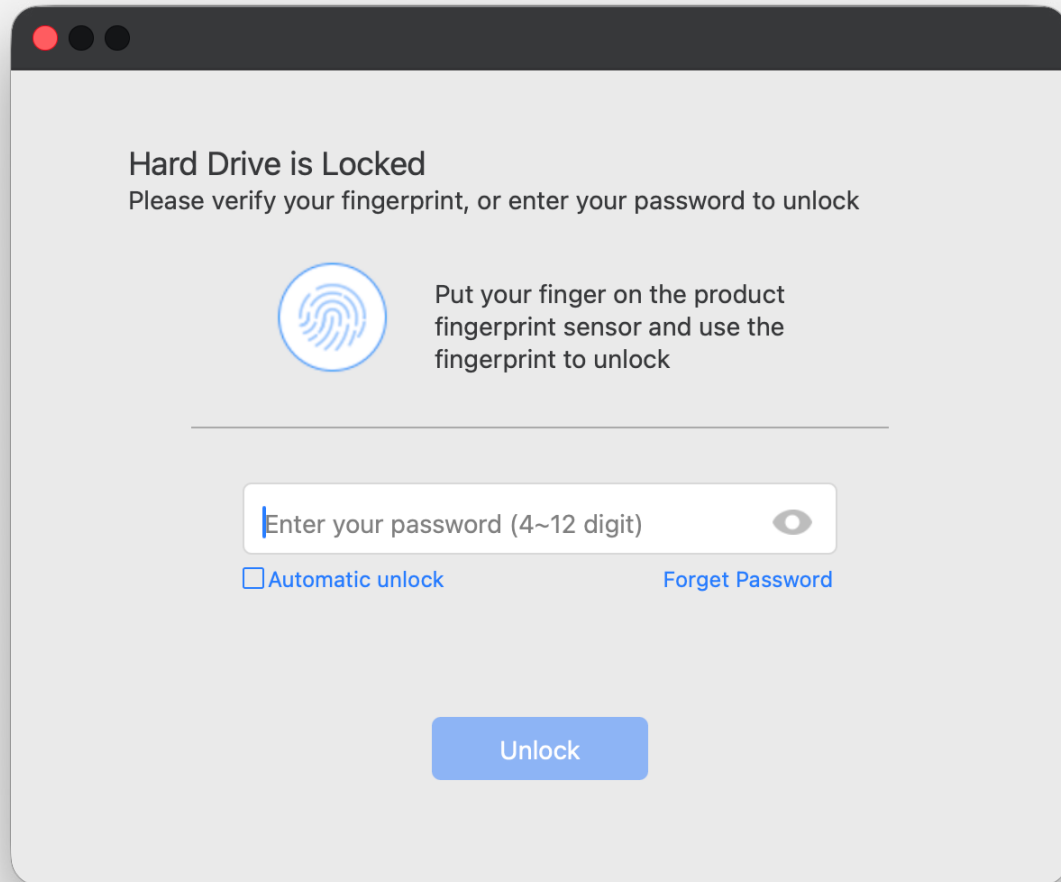 Hard Drive is Locked
Please verify your fingerprint, or enter your password to unlock
Put your finger on the product
fingerprint sensor and use the
fingerprint to unlock
Enter your password (4~12 digit)
Automatic unlock
Forget Password
Unlock